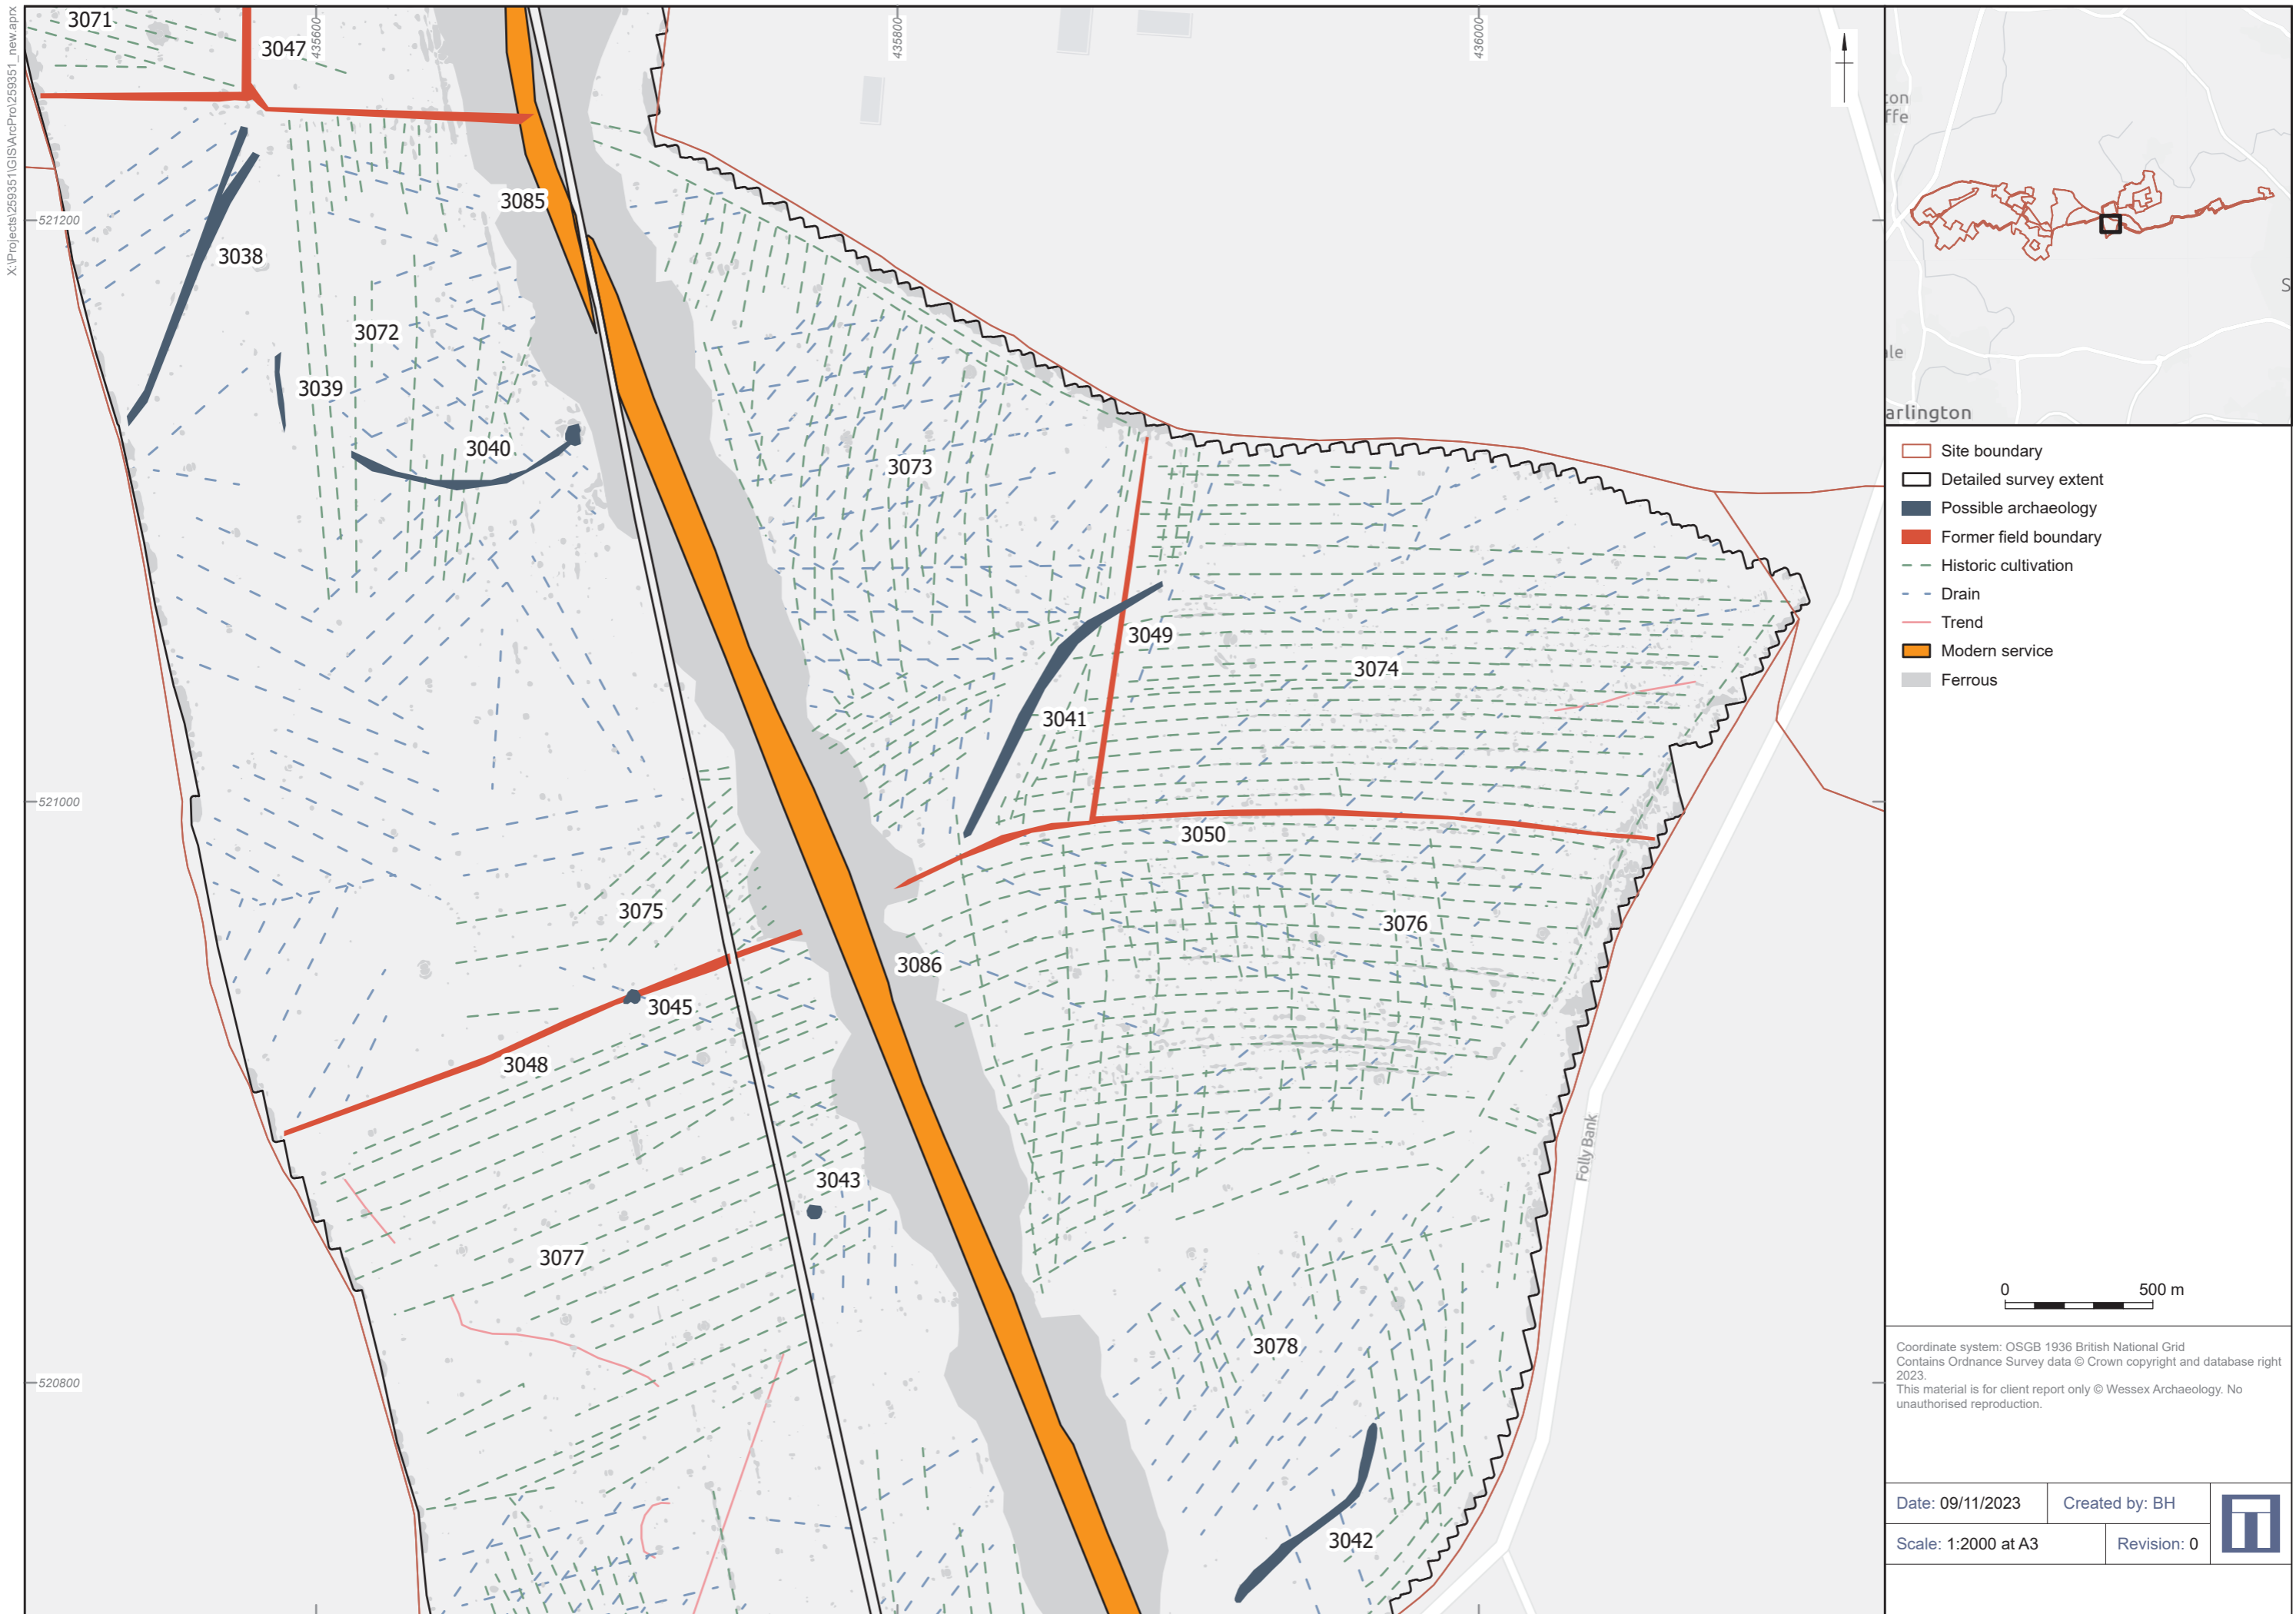 X:\Projects\259351\GIS\ArcPro\259351_new.aprx
3071
3047
435600
435800
436000
3085
521200
3038
3072
3039
3040
3073
3049
3074
3041
521000
3050
3075
3076
3086
3045
3048
3043
Folly Bank
3077
3078
520800
3042
ton
ffe
S
le
arlington
Site boundary
Detailed survey extent
Possible archaeology
Former field boundary
Historic cultivation
Drain
Trend
Modern service
Ferrous
0 500 m
Coordinate system: OSGB 1936 British National Grid
Contains Ordnance Survey data © Crown copyright and database right
2023.
This material is for client report only © Wessex Archaeology. No
unauthorised reproduction.
Date: 09/11/2023 Created by: BH
Scale: 1:2000 at A3 Revision: 0